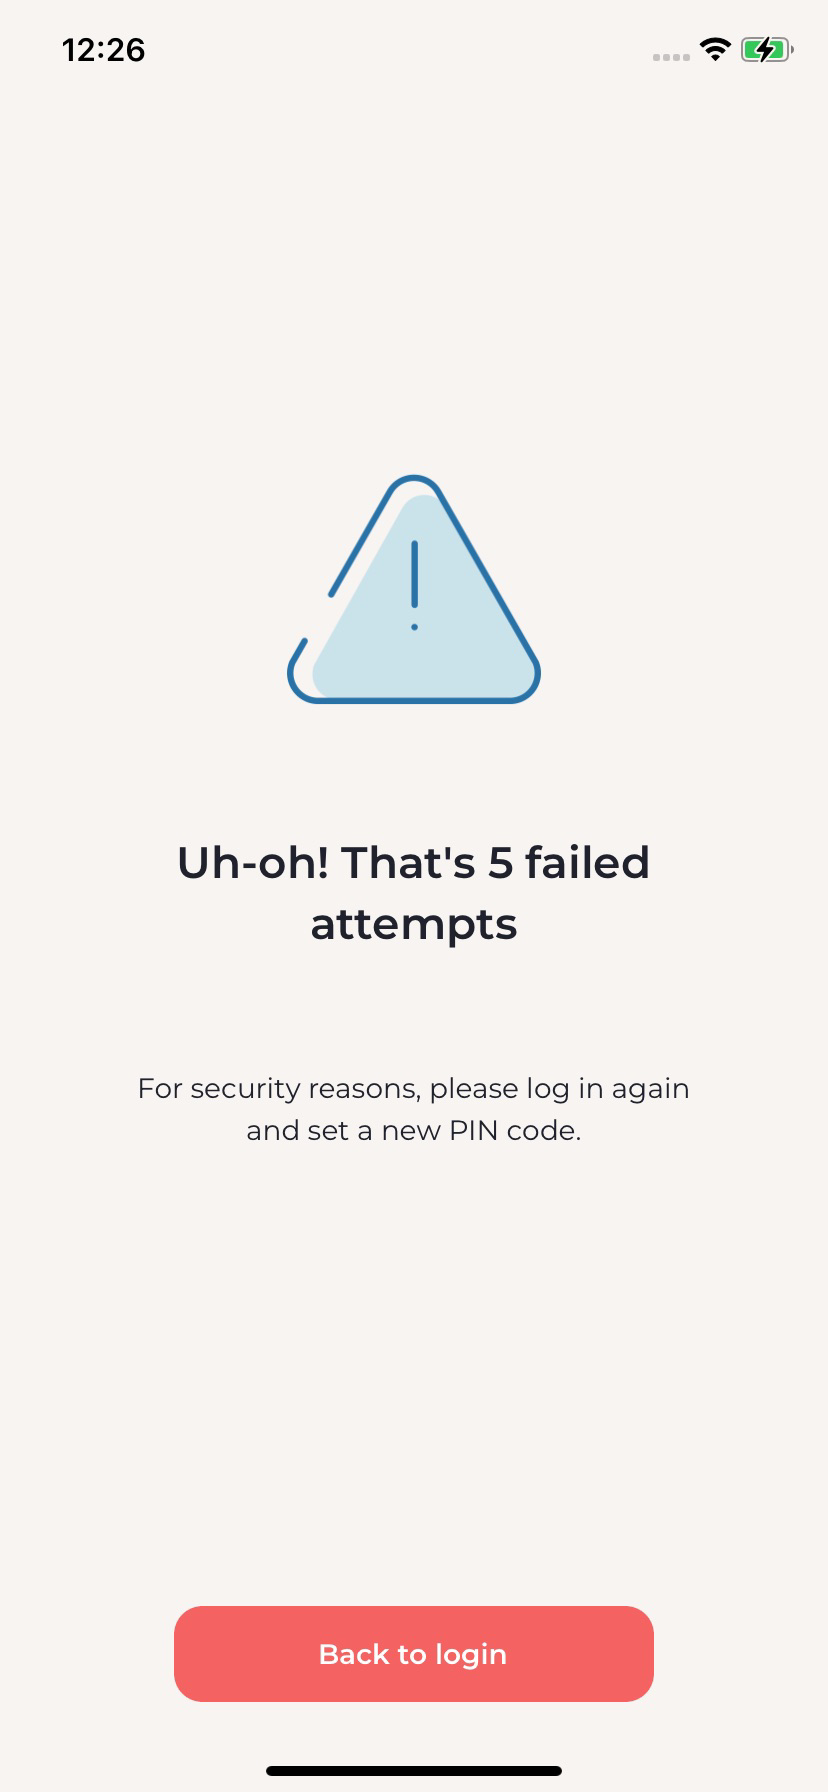 12:26
Uh-oh! That's 5 failed
attempts
For security reasons, please log in again
and set a new PIN code.
Back to login